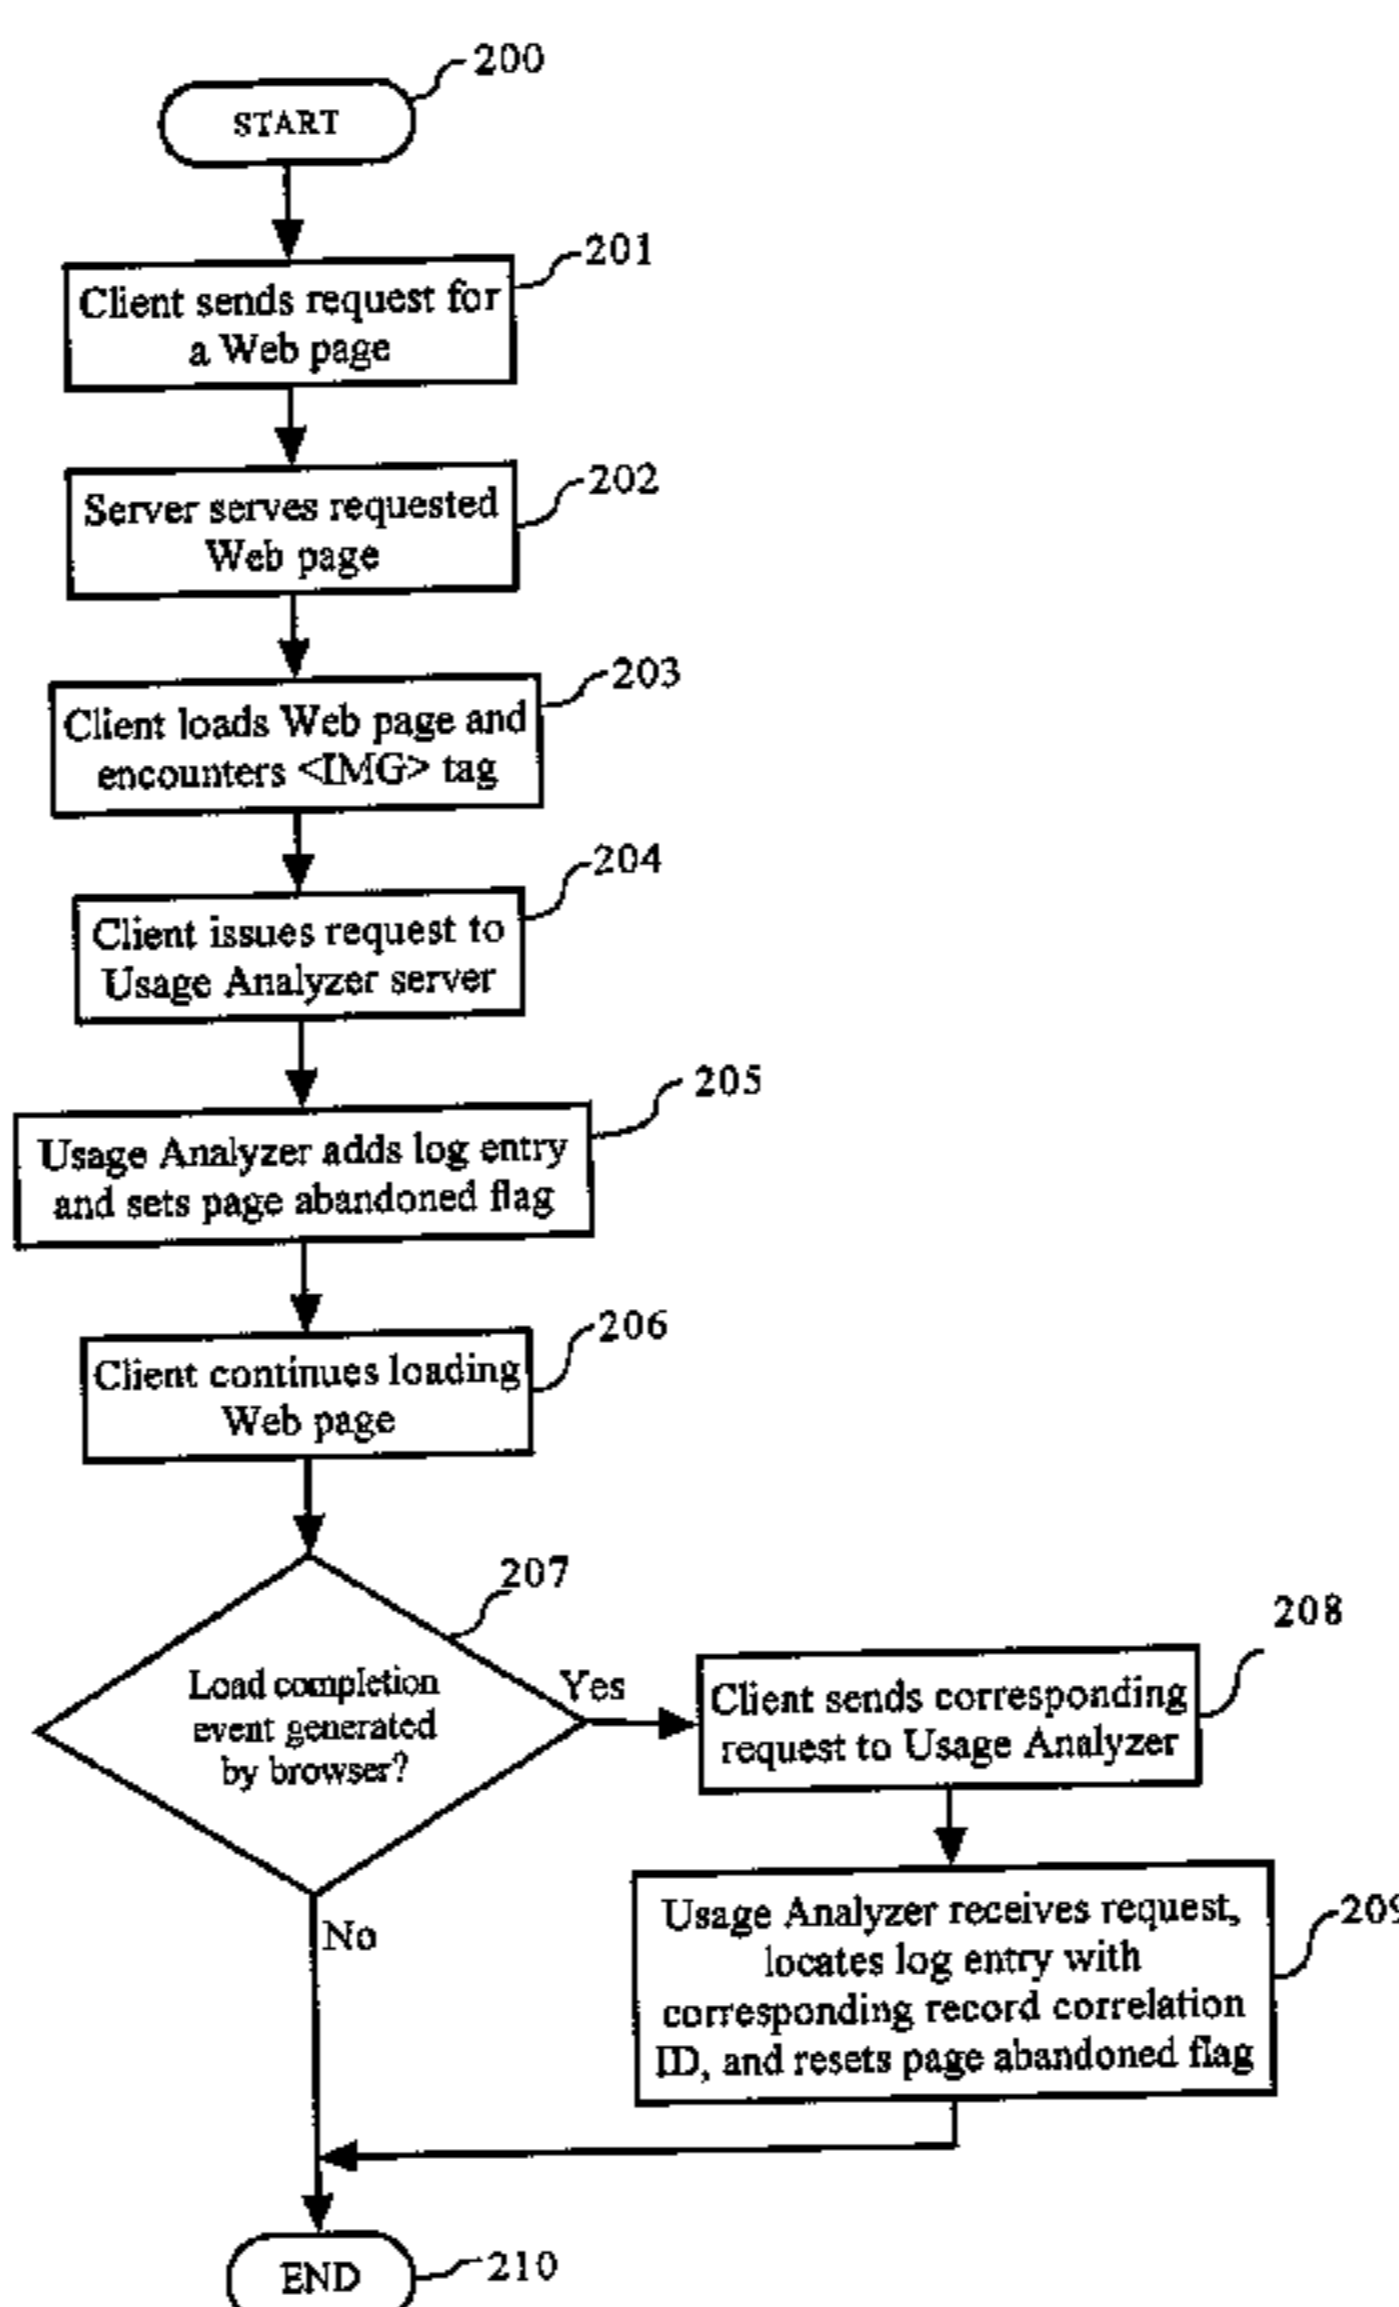 200
START
201
Client sends request for
a Web page
202
Server serves requested
Web page
203
Client loads Web page and
encounters <IMG> tag
204
Client issues request to
Usage Analyzer server
205
Usage Analyzer adds log entry
and sets page abandoned flag
206
Client continues loading
Web page
207
Load completion
event generated
by browser?
Yes
No
208
Client sends corresponding
request to Usage Analyzer
209
Usage Analyzer receives request,
locates log entry with
corresponding record correlation
ID, and resets page abandoned flag
END
210